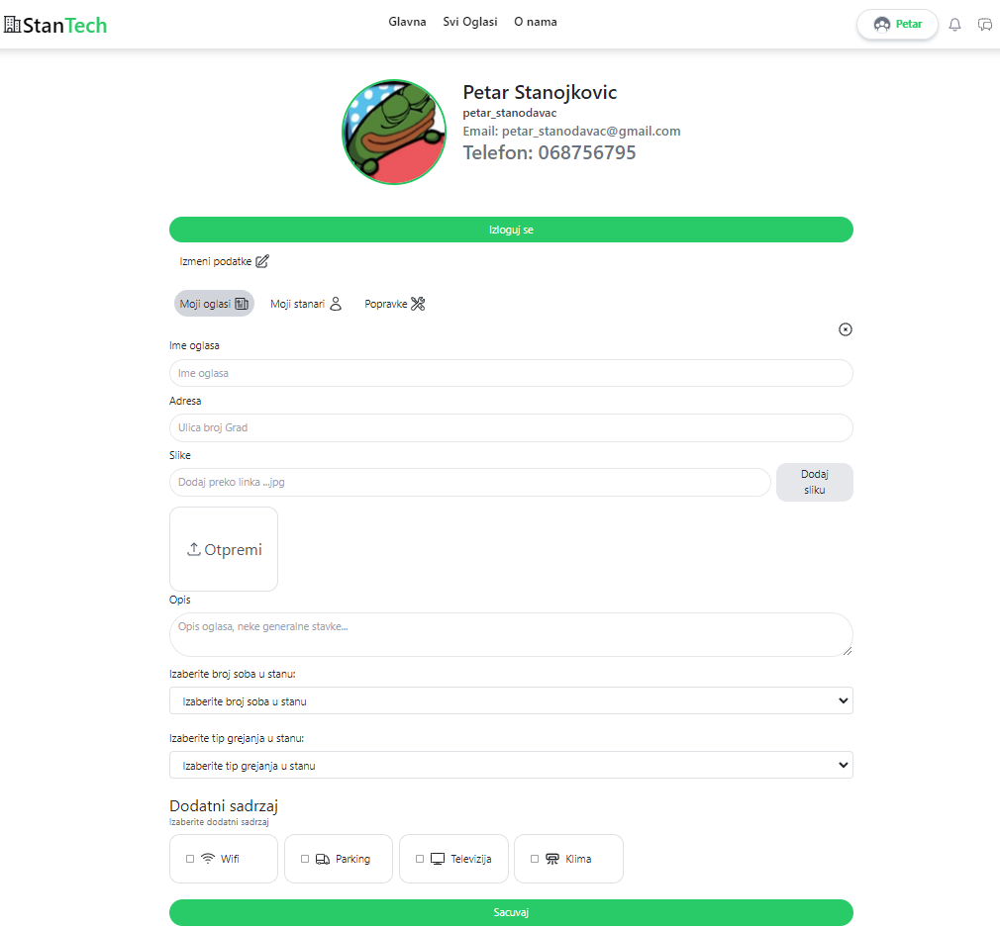 StanTech
Glavna Svi Oglasi O nama
Petar
Petar Stanojkovic
petar_stanodavac
Email: petar_stanodavac@gmail.com
Telefon: 068756795
Izloguj se
Izmeni podatke
Moji oglasi Moji stanari Popravke
Ime oglasa
Ime oglasa
Adresa
Ulica broj Grad
Slike
Dodaj preko linka ...jpg
Dodaj
sliku
Otpremi
Opis
Opis oglasa, neke generalne stavke...
Izaberite broj soba u stanu:
Izaberite broj soba u stanu
Izaberite tip grejanja u stanu:
Izaberite tip grejanja u stanu
Dodatni sadrzaj
Izaberite dodatni sadrzaj
Wifi Parking Televizija Klima
Sacuvaj